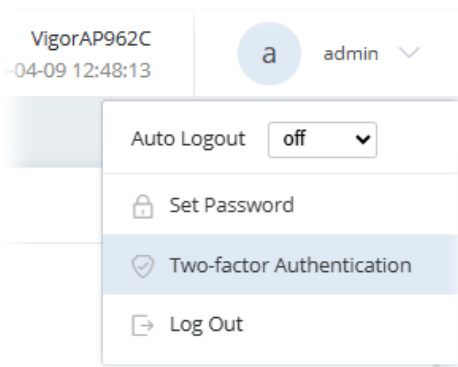 VigorAP962C
-04-09 12:48:13
a
admin
Auto Logout off
Set Password
Two-factor Authentication
Log Out